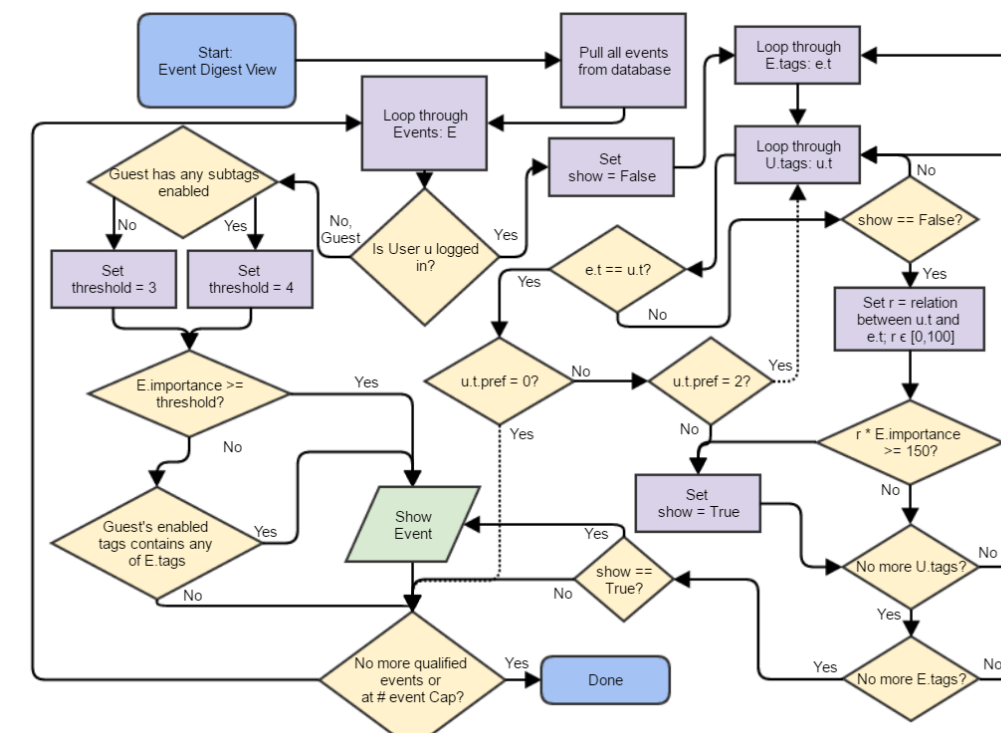 Start:
Event Digest View
Pull all events
from database
Loop through
E.tags: e.t
Loop through
Events: E
Loop through
U.tags: u.t
Set
show = False
Guest has any subtags
enabled
No
Yes
No,
Guest
Is User u logged
in?
Yes
No
show == False?
Yes
e.t == u.t?
Yes
No
Set
threshold = 3
Set
threshold = 4
Set r = relation
between u.t and
e.t; r ϵ [0,100]
E.importance >=
threshold?
Yes
No
u.t.pref = 0?
No
Yes
u.t.pref = 2?
Yes
No
r * E.importance
>= 150?
No
Set
show = True
Guest's enabled
tags contains any
of E.tags
Yes
No
Show
Event
Yes
show ==
True?
No
No more U.tags?
No
Yes
No more E.tags?
No
Yes
No more qualified
events or
at # event Cap?
Yes
Done